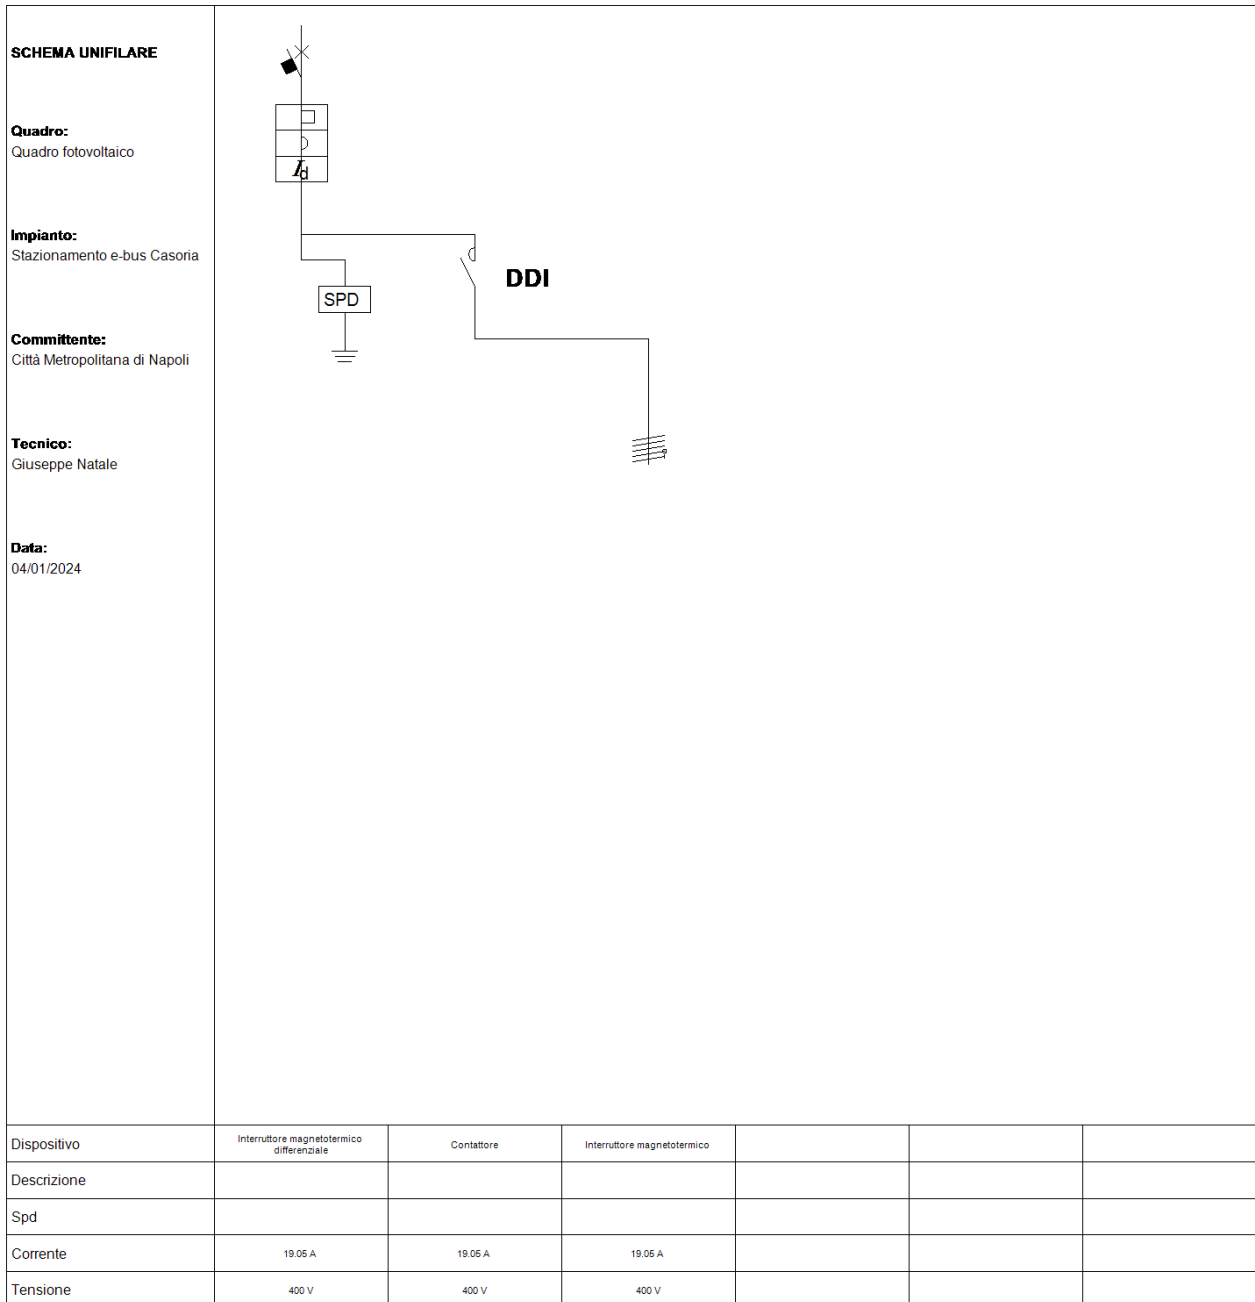 SCHEMA UNIFILARE
Quadro:
Quadro fotovoltaico
Impianto:
Stazionamento e-bus Casoria
Committente:
Città Metropolitana di Napoli
Tecnico:
Giuseppe Natale
Data:
04/01/2024
Id
DDI
SPD
Dispositivo
Interruttore magnetotermico
differenziale
Contattore
Interruttore magnetotermico
Descrizione
Spd
Corrente
19.05 A
19.05 A
19.05 A
Tensione
400 V
400 V
400 V